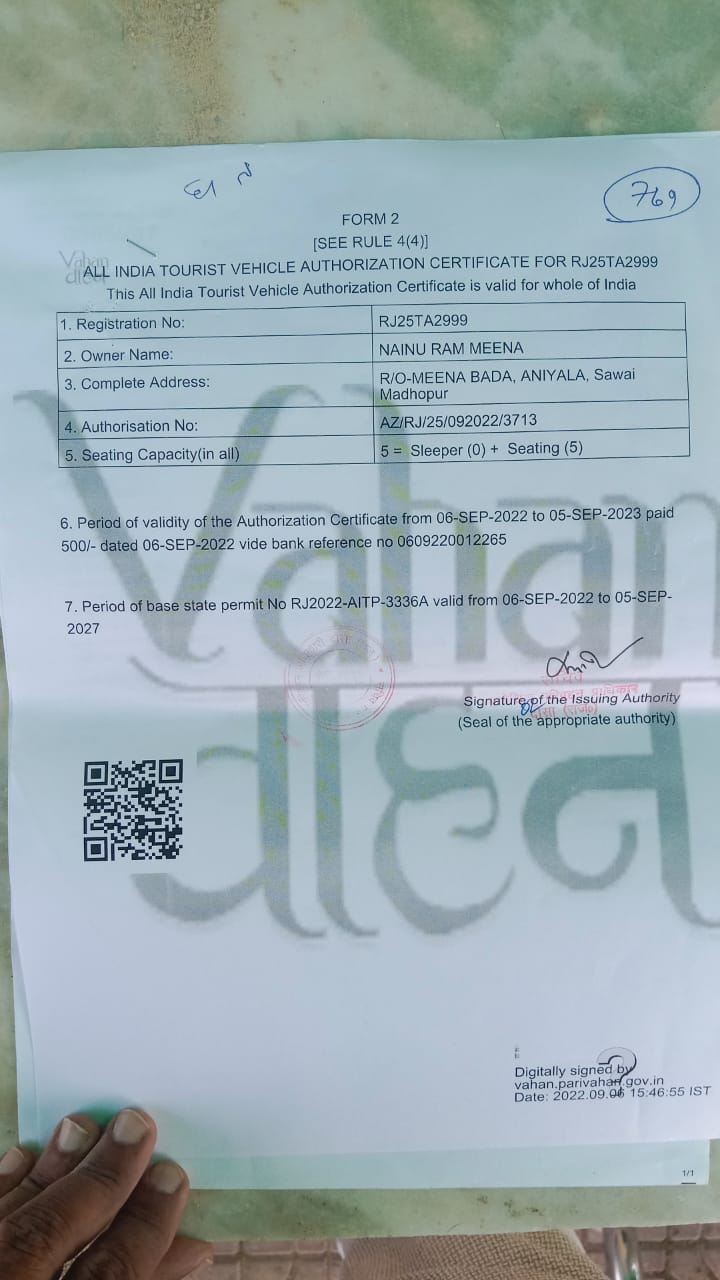 769
FORM 2
[SEE RULE 4(4)]
Vahan
ALL INDIA TOURIST VEHICLE AUTHORIZATION CERTIFICATE FOR RJ25TA2999
This All India Tourist Vehicle Authorization Certificate is valid for whole of India
1. Registration No: RJ25TA2999
2. Owner Name: NAINU RAM MEENA
3. Complete Address: R/O-MEENA BADA, ANIYALA, Sawai
Madhopur
4. Authorisation No: AZ/RJ/25/092022/3713
5. Seating Capacity(in all) 5 = Sleeper (0) + Seating (5)
6. Period of validity of the Authorization Certificate from 06-SEP-2022 to 05-SEP-2023 paid
500/- dated 06-SEP-2022 vide bank reference no 0609220012265
7. Period of base state permit No RJ2022-AITP-3336A valid from 06-SEP-2022 to 05-SEP-
2027
Vahan
वाहन
Signature of the Issuing Authority
(Seal of the appropriate authority)
Digitally signed by
vahan.parivahan.gov.in
Date: 2022.09.06 15:46:55 IST
1/1